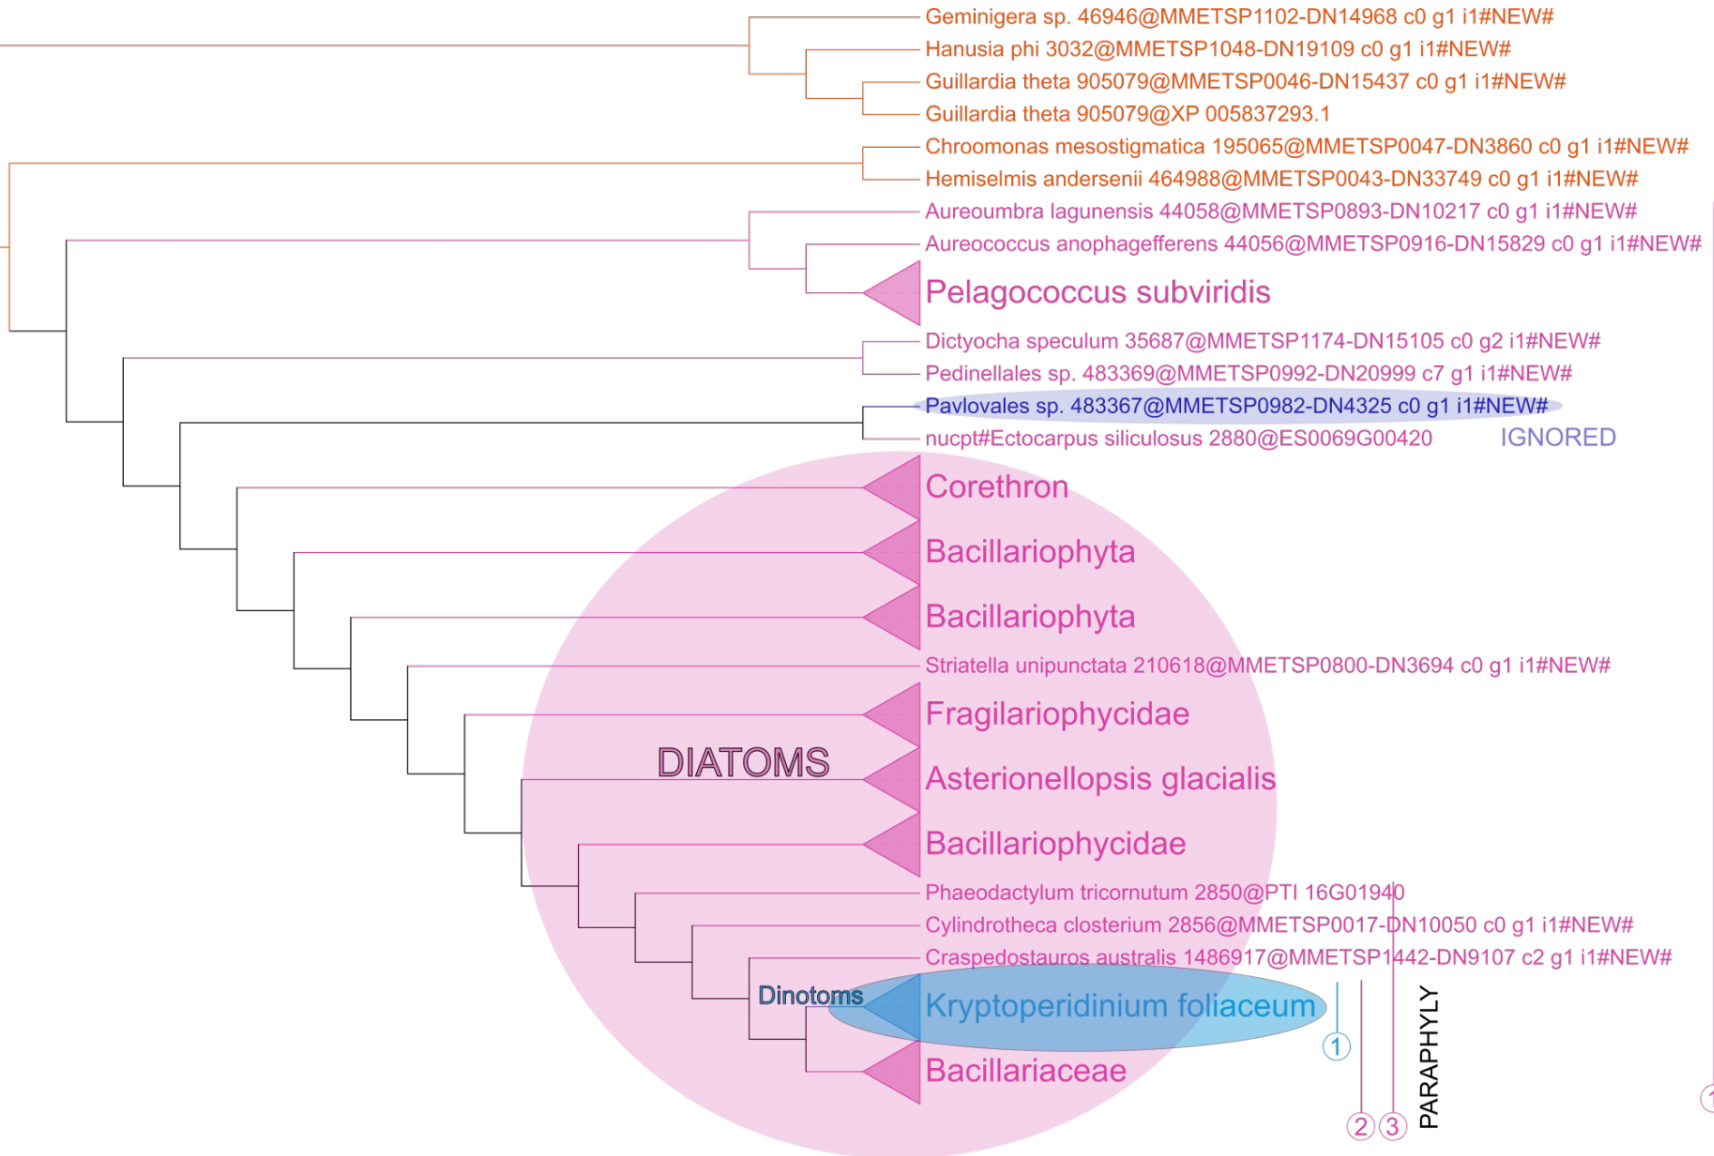 Geminigera sp. 46946@MMETSP1102-DN14968 c0 g1 i1#NEW#
Hanusia phi 3032@MMETSP1048-DN19109 c0 g1 i1#NEW#
Guillardia theta 905079@MMETSP0046-DN15437 c0 g1 i1#NEW#
Guillardia theta 905079@XP 005837293.1
Chroomonas mesostigmatica 195065@MMETSP0047-DN3860 c0 g1 i1#NEW#
Hemiselmis andersenii 464988@MMETSP0043-DN33749 c0 g1 i1#NEW#
Aureoumbra lagunensis 44058@MMETSP0893-DN10217 c0 g1 i1#NEW#
Aureococcus anophagefferens 44056@MMETSP0916-DN15829 c0 g1 i1#NEW#
Pelagococcus subviridis
Dictyocha speculum 35687@MMETSP1174-DN15105 c0 g2 i1#NEW#
Pedinellales sp. 483369@MMETSP0992-DN20999 c7 g1 i1#NEW#
Pavlovales sp. 483367@MMETSP0982-DN4325 c0 g1 i1#NEW#
nucpt#Ectocarpus siliculosus 2880@ES0069G00420 IGNORED
Corethron
Bacillariophyta
Bacillariophyta
Striatella unipunctata 210618@MMETSP0800-DN3694 c0 g1 i1#NEW#
Fragilariophycidae
DIATOMS
Asterionellopsis glacialis
Bacillariophycidae
Phaeodactylum tricornutum 2850@PTI 16G01940
Cylindrotheca closterium 2856@MMETSP0017-DN10050 c0 g1 i1#NEW#
Craspedostauros australis 1486917@MMETSP1442-DN9107 c2 g1 i1#NEW#
Dinotoms
Kryptoperidinium foliaceum
1
Bacillariaceae
2 3
PARAPHYLY
1